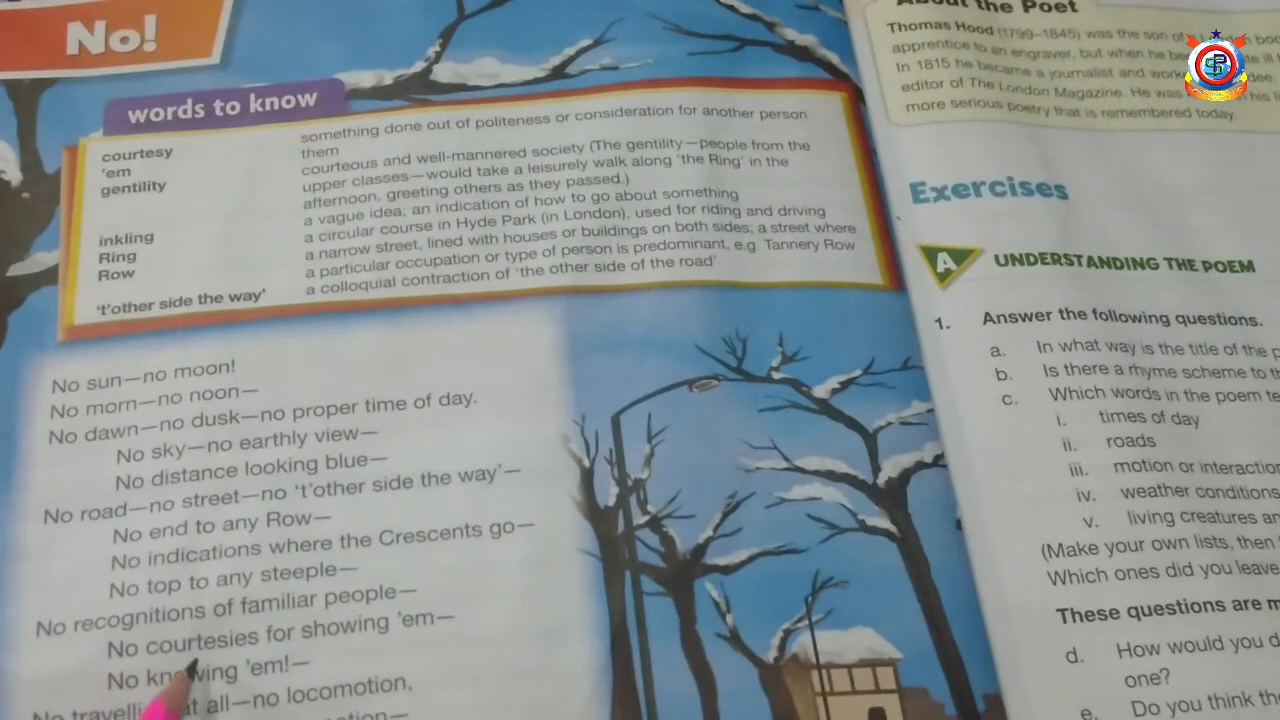 No!
words to know
courtesy something done out of politeness or consideration for another person
'em them
gentility courteous and well-mannered society (The gentility—people from the
upper classes—would take a leisurely walk along 'the Ring' in the
afternoon, greeting others as they passed.)
inkling a vague idea; an indication of how to go about something
Ring a circular course in Hyde Park (in London), used for riding and driving
Row a narrow street, lined with houses or buildings on both sides; a street where
a particular occupation or type of person is predominant, e.g. Tannery Row
't'other side the way' a colloquial contraction of 'the other side of the road'
No sun—no moon!
No morn—no noon—
No dawn—no dusk—no proper time of day.
No sky—no earthly view—
No distance looking blue—
No road—no street—no 't'other side the way'—
No end to any Row—
No indications where the Crescents go—
No top to any steeple—
No recognitions of familiar people—
No courtesies for showing 'em—
No knowing 'em!—
No at all—no locomotion,
About the Poet
Thomas Hood (1799–1845) was the son of
apprentice to an engraver, but when he ill
In 1815 he became a journalist and
editor of The London Magazine. He was his
more serious poetry that is remembered today.
Exercises
A UNDERSTANDING THE POEM
1. Answer the following questions.
a. In what way is the title of the
b. Is there a rhyme scheme to
c. Which words in the poem
i. times of day
ii. roads
iii. motion or
iv. weather conditions
v. living creatures
(Make your own lists, then
Which ones did you leave
These questions are
d. How would you
one?
e. Do you think